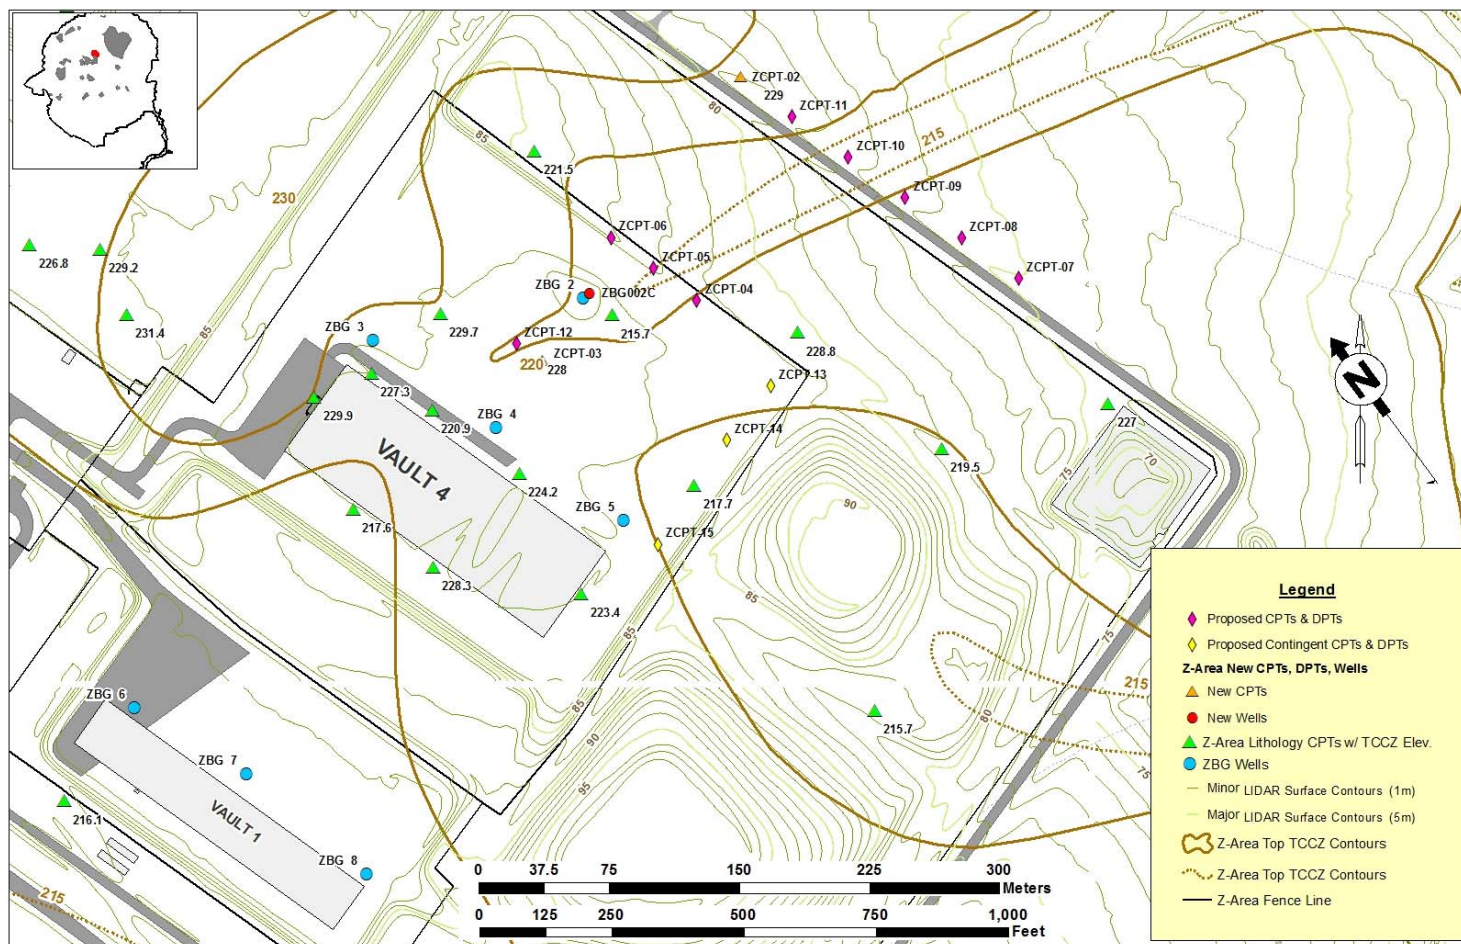 ZCPT-02
229
80
ZCPT-11
85
ZCPT-10
215
221.5
ZCPT-09
230
ZCPT-06
ZCPT-08
226.8
229.2
ZCPT-05
ZCPT-07
ZBG 2
ZBG002C
ZCPT-04
231.4
85
ZBG 3
229.7
215.7
ZCPT-12
228.8
ZCPT-03
220
228
75
N
227.3
ZCPT-13
229.9
220.9
ZBG 4
227
ZCPT-14
VAULT 4
219.5
75
70
224.2
217.7
90
217.6
ZBG 5
ZCPT-15
228.3
223.4
85
85
75
ZBG 6
85
215
90
215.7
80
75
ZBG 7
95
216.1
VAULT 1
ZBG 8
215
0 37.5 75 150 225 300
Meters
0 125 250 500 750 1,000
Feet
Legend
Proposed CPTs & DPTs
Proposed Contingent CPTs & DPTs
Z-Area New CPTs, DPTs, Wells
New CPTs
New Wells
Z-Area Lithology CPTs w/ TCCZ Elev.
ZBG Wells
Minor LIDAR Surface Contours (1m)
Major LIDAR Surface Contours (5m)
Z-Area Top TCCZ Contours
Z-Area Top TCCZ Contours
Z-Area Fence Line